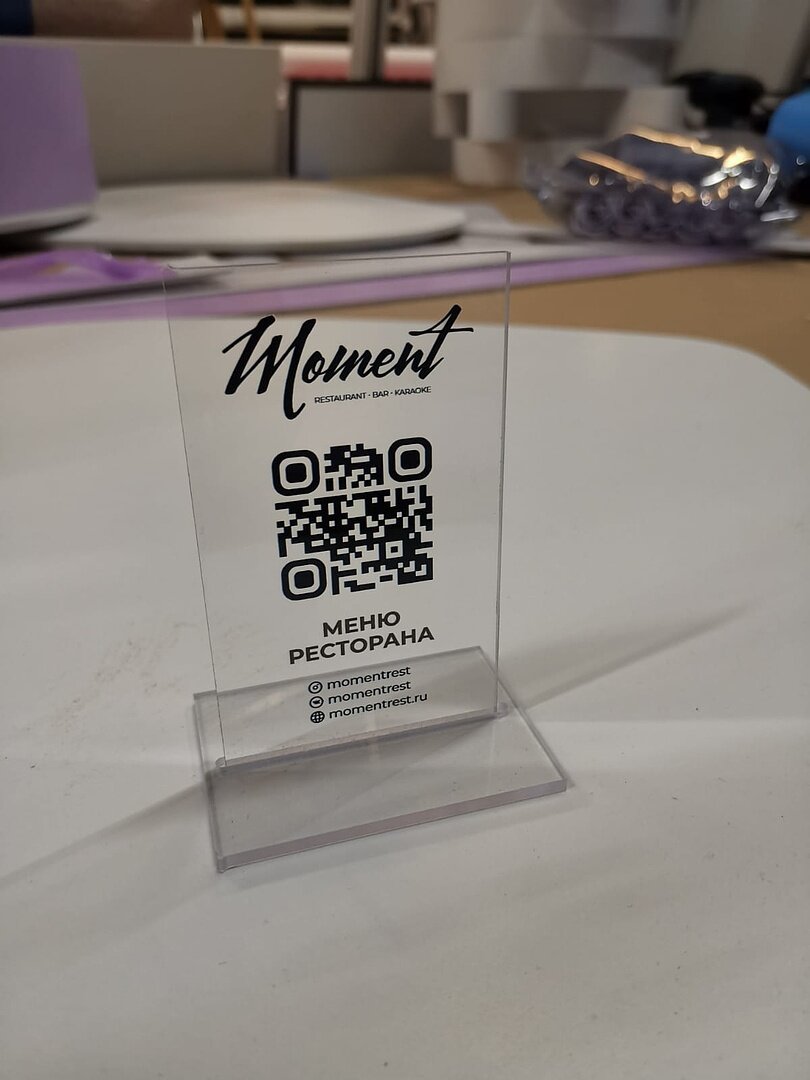 Moment
RESTAURANT · BAR · KARAOKE
МЕНЮ
РЕСТОРАНА
momentrest
momentrest
momentrest.ru